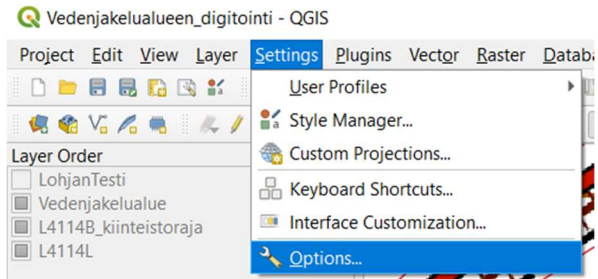 Vedenjakelualueen_digitointi - QGIS
Project Edit View Layer Settings Plugins Vector Raster
User Profiles
Style Manager...
Layer Order
Custom Projections...
LohjanTesti
Vedenjakelualue
Keyboard Shortcuts...
L4114B_kiinteistoraja
Interface Customization...
L4114L
Options...